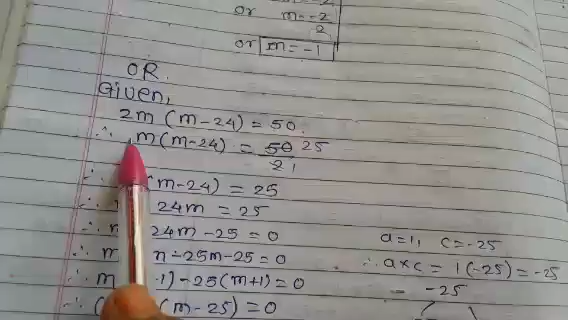 or m = -2
2
or m = -1
OR.
Given,
2m (m-24) = 50.
∴ m(m-24) = 50 25
2 1
(m-24) = 25
24m = 25
∴ 24m -25 = 0
∴ m -25m-25 = 0
∴ m 1) -25(m+1) = 0
∴ ( (m-25) = 0
a=1, c=-25
∴ a×c = 1(-25) = -25
= -25